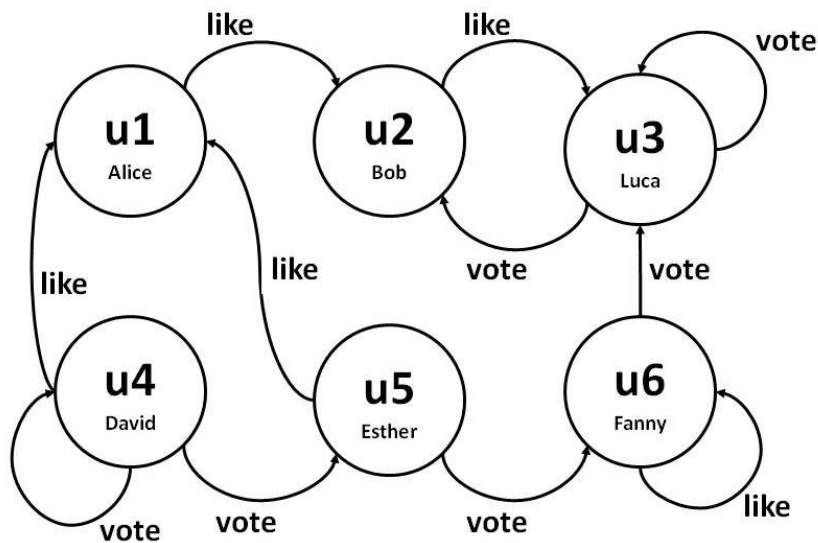 like
like
vote
u1
Alice
u2
Bob
u3
Luca
vote
like
like
vote
u4
David
u5
Esther
u6
Fanny
vote
vote
vote
like